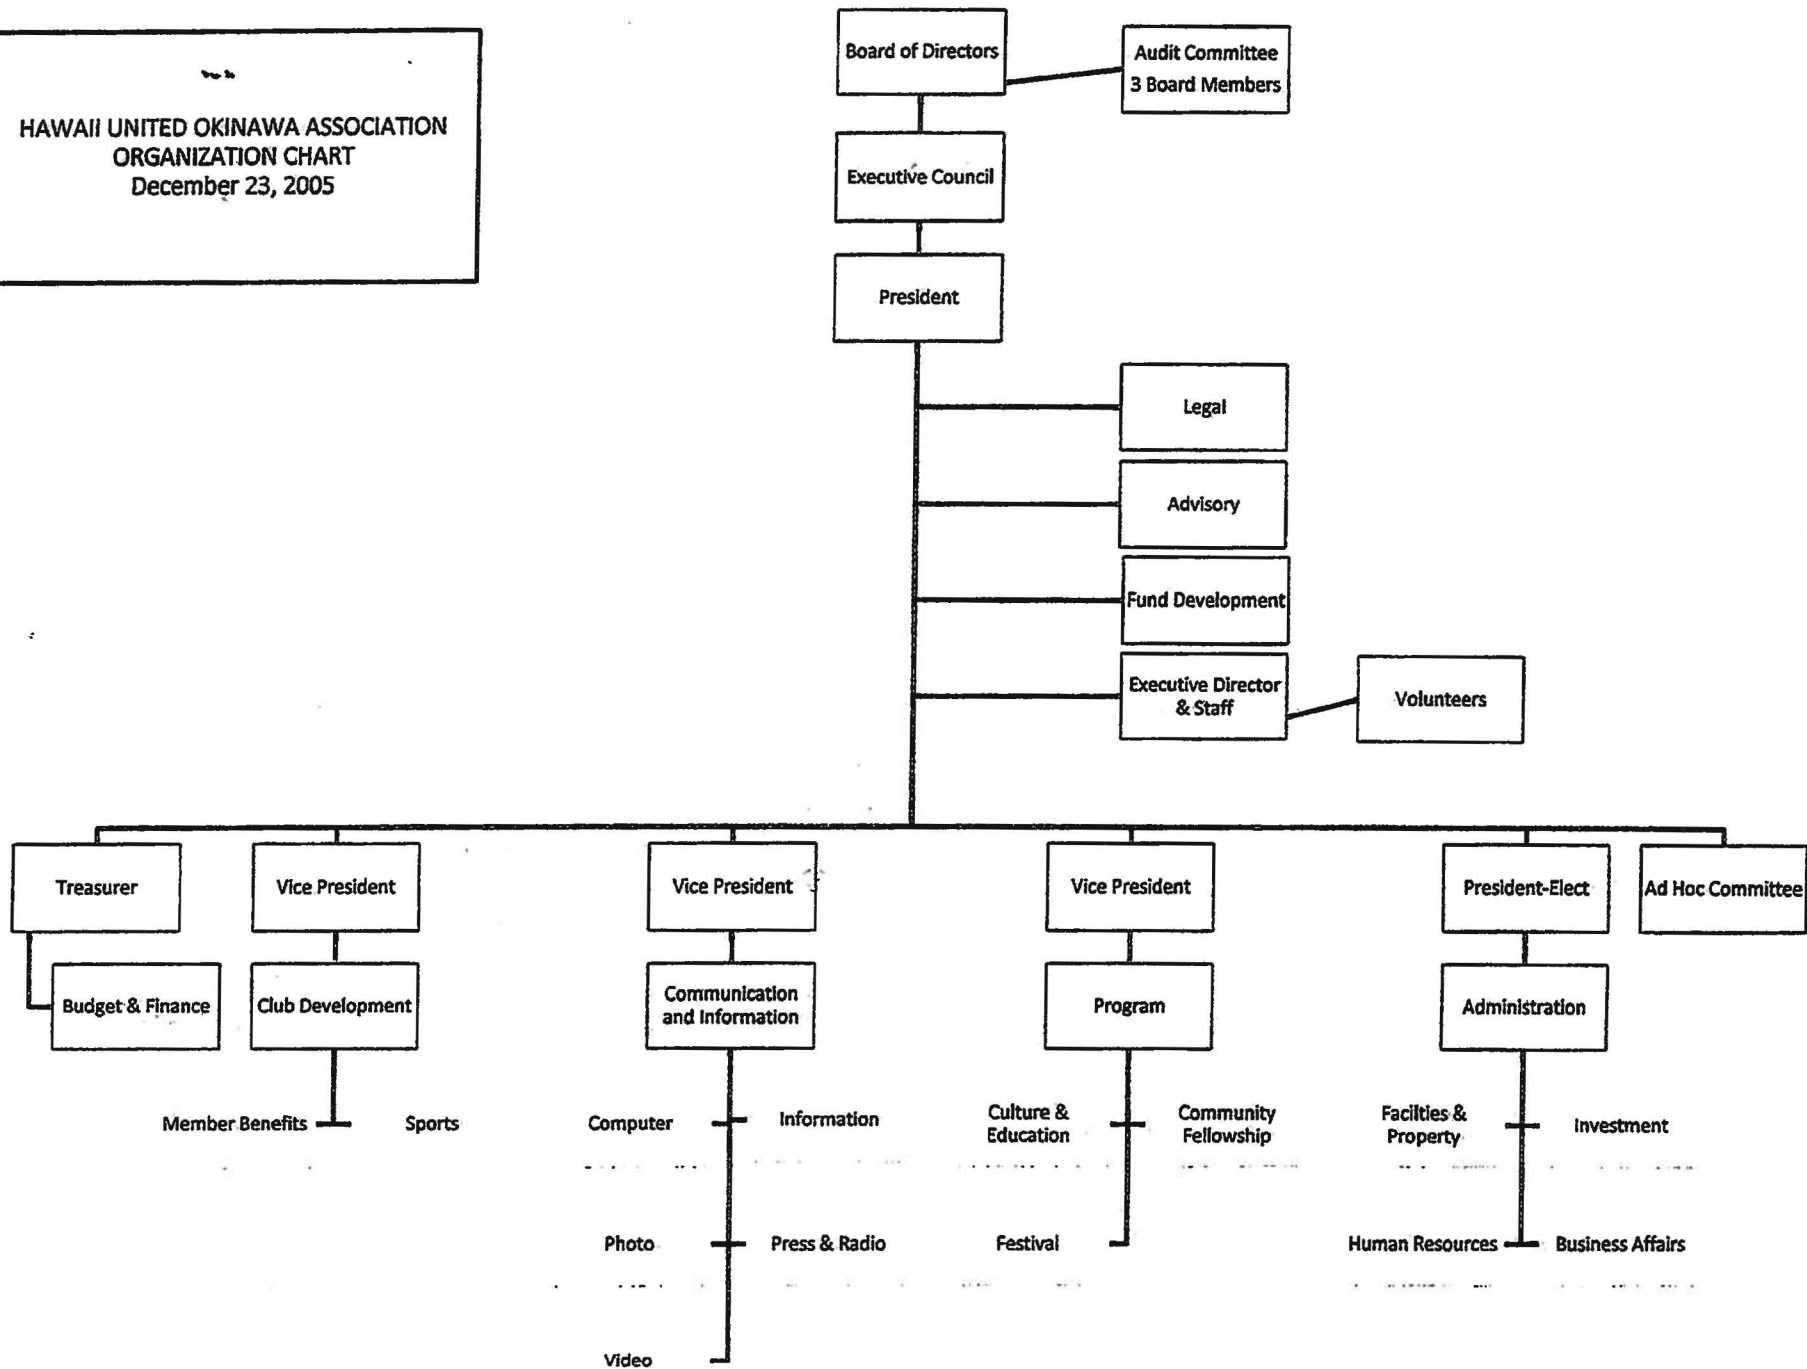 HAWAII UNITED OKINAWA ASSOCIATION
ORGANIZATION CHART
December 23, 2005
Board of Directors
Audit Committee
3 Board Members
Executive Council
President
Legal
Advisory
Fund Development
Executive Director
& Staff
Volunteers
Treasurer
Vice President
Vice President
Vice President
President-Elect
Ad Hoc Committee
Budget & Finance
Club Development
Communication
and Information
Program
Administration
Member Benefits
Sports
Computer
Information
Culture &
Education
Community
Fellowship
Facilties &
Property
Investment
Photo
Press & Radio
Festival
Human Resources
Business Affairs
Video